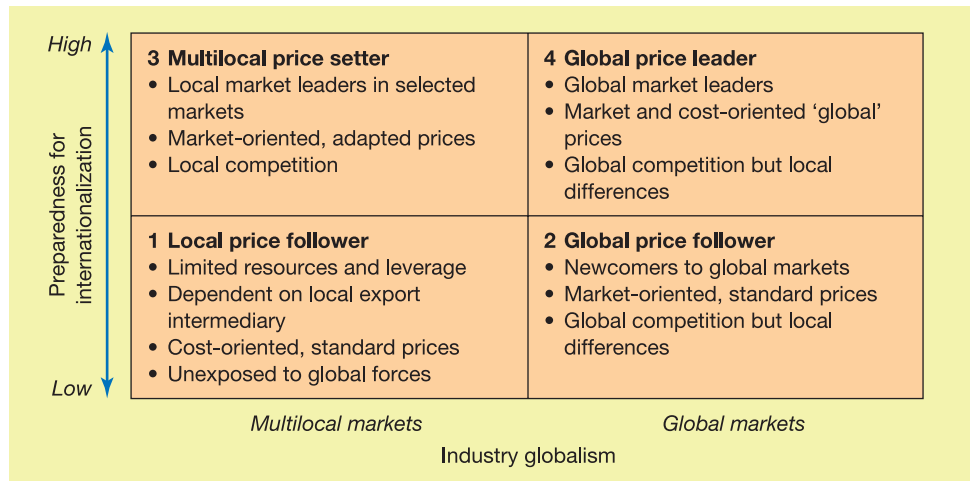 High
Preparedness for
internationalization
Low
3 Multilocal price setter
• Local market leaders in selected
markets
• Market-oriented, adapted prices
• Local competition
4 Global price leader
• Global market leaders
• Market and cost-oriented ‘global’
prices
• Global competition but local
differences
1 Local price follower
• Limited resources and leverage
• Dependent on local export
intermediary
• Cost-oriented, standard prices
• Unexposed to global forces
2 Global price follower
• Newcomers to global markets
• Market-oriented, standard prices
• Global competition but local
differences
Multilocal markets
Global markets
Industry globalism